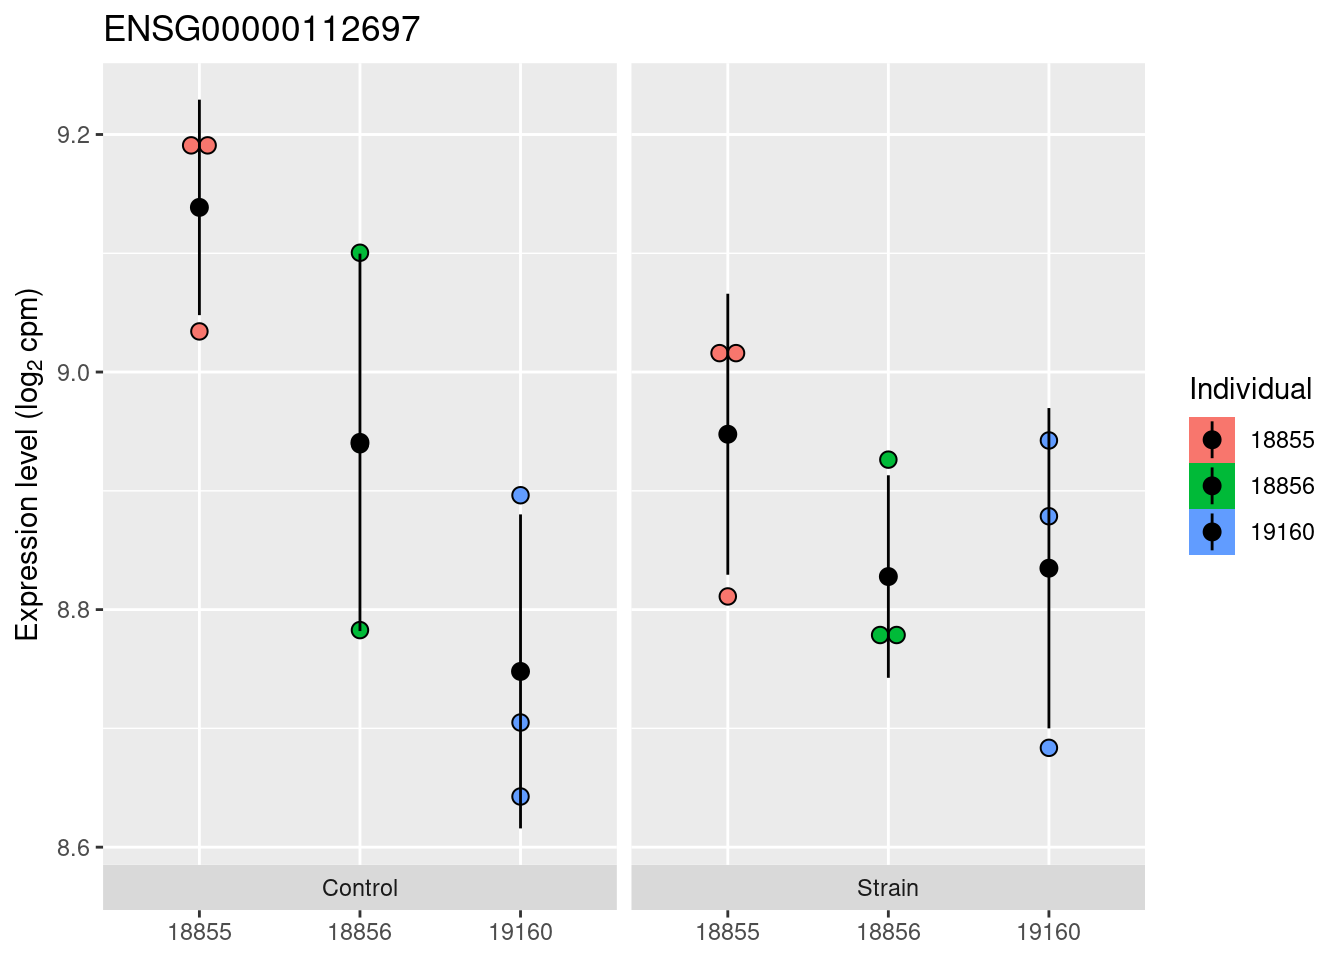 ENSG00000112697
Expression level (log₂ cpm)
9.2
9.0
8.8
8.6
Control
Strain
18855
18856
19160
18855
18856
19160
Individual
18855
18856
19160